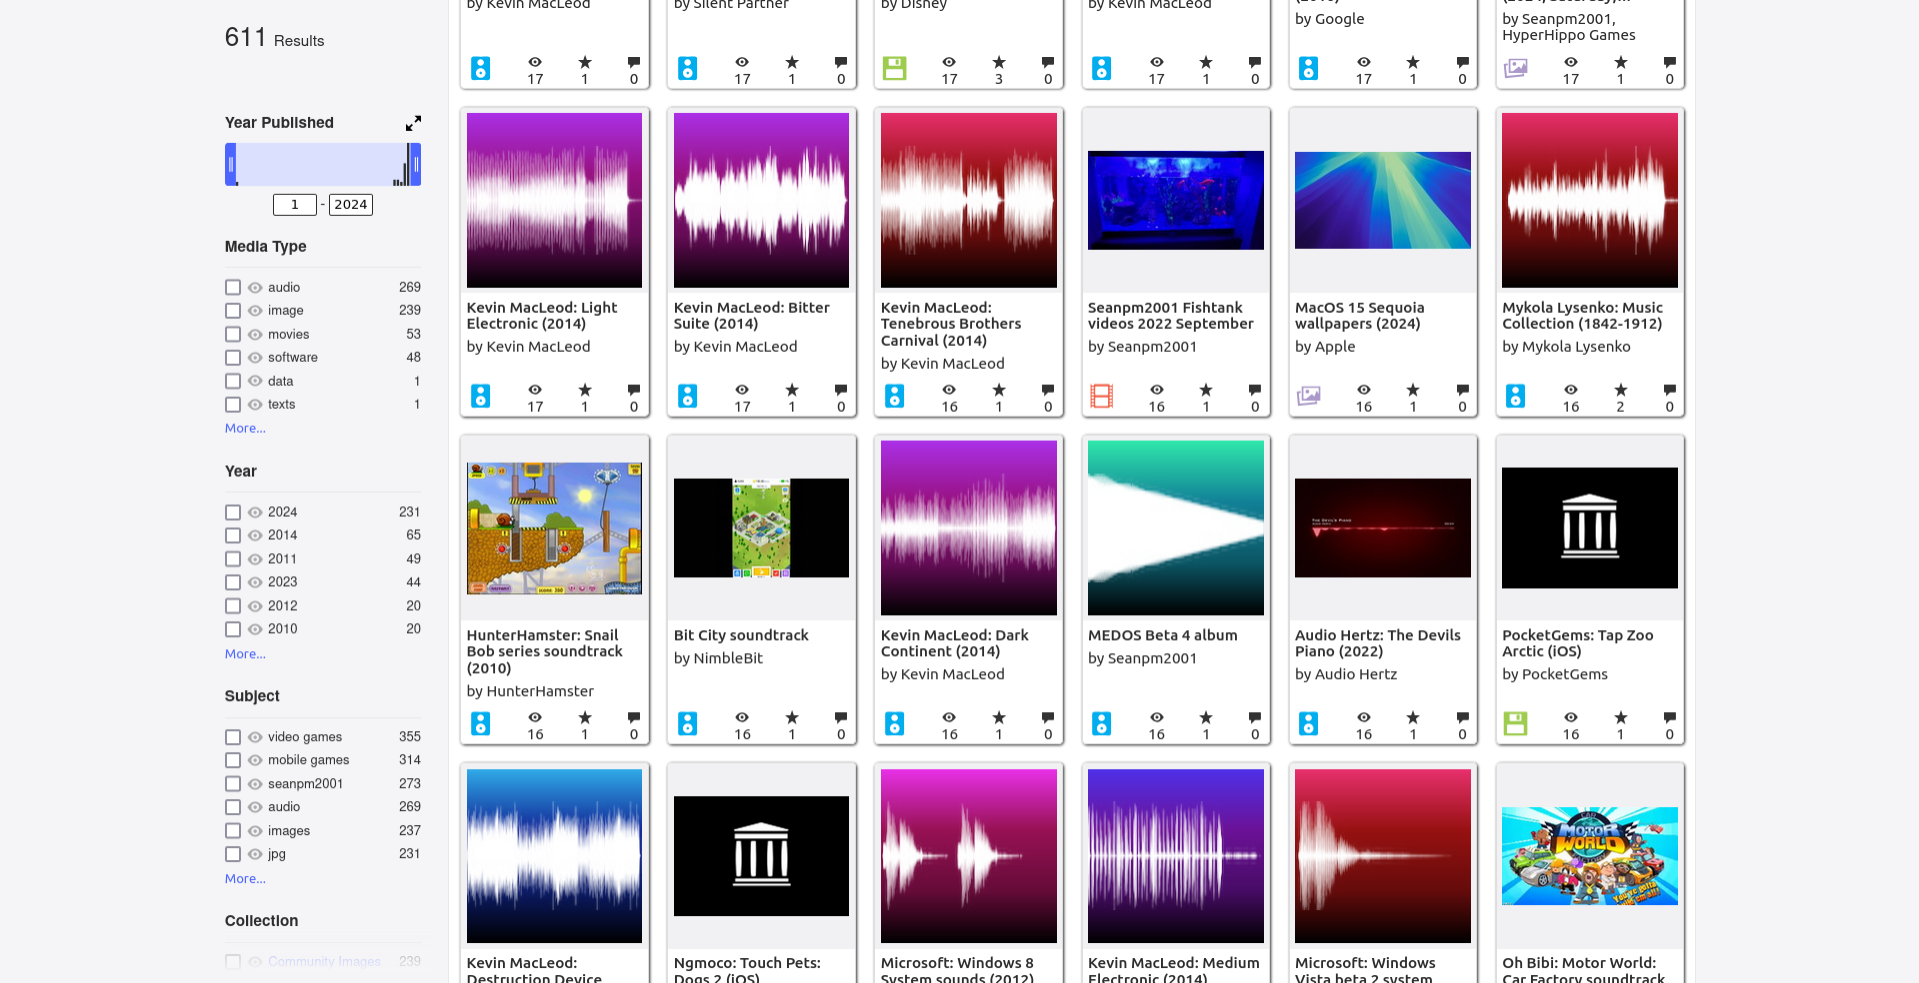 611 Results
Year Published
1 - 2024
Media Type
audio 269
image 239
movies 53
software 48
data 1
texts 1
More...
Year
2024 231
2014 65
2011 49
2023 44
2012 20
2010 20
More...
Subject
video games 355
mobile games 314
seanpm2001 273
audio 269
images 237
jpg 231
More...
Collection
Community Images 239
by Kevin MacLeod
17 1 0
by Silent Partner
17 1 0
by Disney
17 3 0
by Kevin MacLeod
17 1 0
by Google
17 1 0
by Seanpm2001,
HyperHippo Games
17 1 0
Kevin MacLeod: Light
Electronic (2014)
by Kevin MacLeod
17 1 0
Kevin MacLeod: Bitter
Suite (2014)
by Kevin MacLeod
17 1 0
Kevin MacLeod:
Tenebrous Brothers
Carnival (2014)
by Kevin MacLeod
16 1 0
Seanpm2001 Fishtank
videos 2022 September
by Seanpm2001
16 1 0
MacOS 15 Sequoia
wallpapers (2024)
by Apple
16 1 0
Mykola Lysenko: Music
Collection (1842-1912)
by Mykola Lysenko
16 2 0
HunterHamster: Snail
Bob series soundtrack
(2010)
by HunterHamster
16 1 0
Bit City soundtrack
by NimbleBit
16 1 0
Kevin MacLeod: Dark
Continent (2014)
by Kevin MacLeod
16 1 0
MEDOS Beta 4 album
by Seanpm2001
16 1 0
The Devil's Piano
Audio Hertz: The Devils
Piano (2022)
by Audio Hertz
16 1 0
PocketGems: Tap Zoo
Arctic (iOS)
by PocketGems
16 1 0
Kevin MacLeod:
Destruction Device
Ngmoco: Touch Pets:
Dogs 2 (iOS)
Microsoft: Windows 8
System sounds (2012)
Kevin MacLeod: Medium
Electronic (2014)
Microsoft: Windows
Vista beta 2 system
CAR
MOTOR
WORLD
FACTORY
You've gotta
build 'em all!
Oh Bibi: Motor World:
Car Factory soundtrack